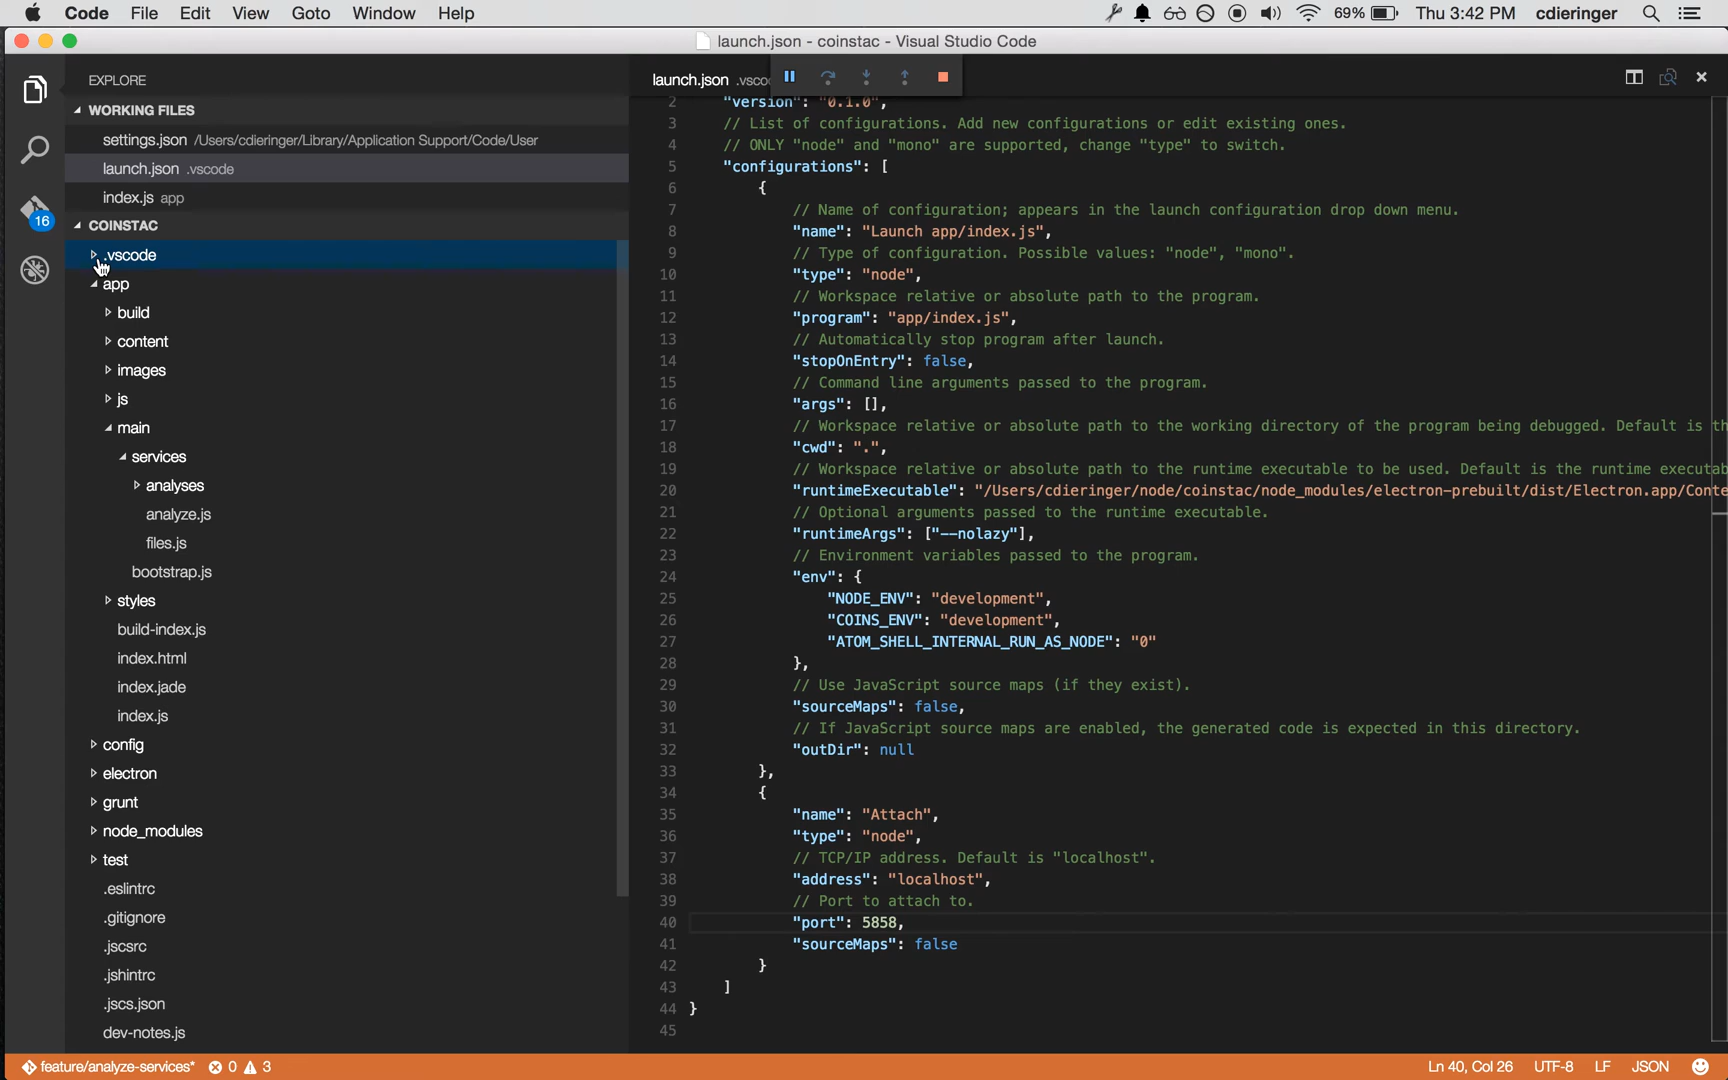 Code File Edit View Goto Window Help 69% Thu 3:42 PM cdieringer
launch.json - coinstac - Visual Studio Code
EXPLORE
WORKING FILES
settings.json /Users/cdieringer/Library/Application Support/Code/User
launch.json .vscode
index.js app
16
COINSTAC
.vscode
app
build
content
images
js
main
services
analyses
analyze.js
files.js
bootstrap.js
styles
build-index.js
index.html
index.jade
index.js
config
electron
grunt
node_modules
test
.eslintrc
.gitignore
.jscsrc
.jshintrc
.jscs.json
dev-notes.js
launch.json .vsco
2 "version": "0.1.0",
3 // List of configurations. Add new configurations or edit existing ones.
4 // ONLY "node" and "mono" are supported, change "type" to switch.
5 "configurations": [
6 {
7 // Name of configuration; appears in the launch configuration drop down menu.
8 "name": "Launch app/index.js",
9 // Type of configuration. Possible values: "node", "mono".
10 "type": "node",
11 // Workspace relative or absolute path to the program.
12 "program": "app/index.js",
13 // Automatically stop program after launch.
14 "stopOnEntry": false,
15 // Command line arguments passed to the program.
16 "args": [],
17 // Workspace relative or absolute path to the working directory of the program being debugged. Default is th
18 "cwd": ".",
19 // Workspace relative or absolute path to the runtime executable to be used. Default is the runtime executab
20 "runtimeExecutable": "/Users/cdieringer/node/coinstac/node_modules/electron-prebuilt/dist/Electron.app/Conte
21 // Optional arguments passed to the runtime executable.
22 "runtimeArgs": ["--nolazy"],
23 // Environment variables passed to the program.
24 "env": {
25 "NODE_ENV": "development",
26 "COINS_ENV": "development",
27 "ATOM_SHELL_INTERNAL_RUN_AS_NODE": "0"
28 },
29 // Use JavaScript source maps (if they exist).
30 "sourceMaps": false,
31 // If JavaScript source maps are enabled, the generated code is expected in this directory.
32 "outDir": null
33 },
34 {
35 "name": "Attach",
36 "type": "node",
37 // TCP/IP address. Default is "localhost".
38 "address": "localhost",
39 // Port to attach to.
40 "port": 5858,
41 "sourceMaps": false
42 }
43 ]
44 }
45
feature/analyze-services* 0 3 Ln 40, Col 26 UTF-8 LF JSON